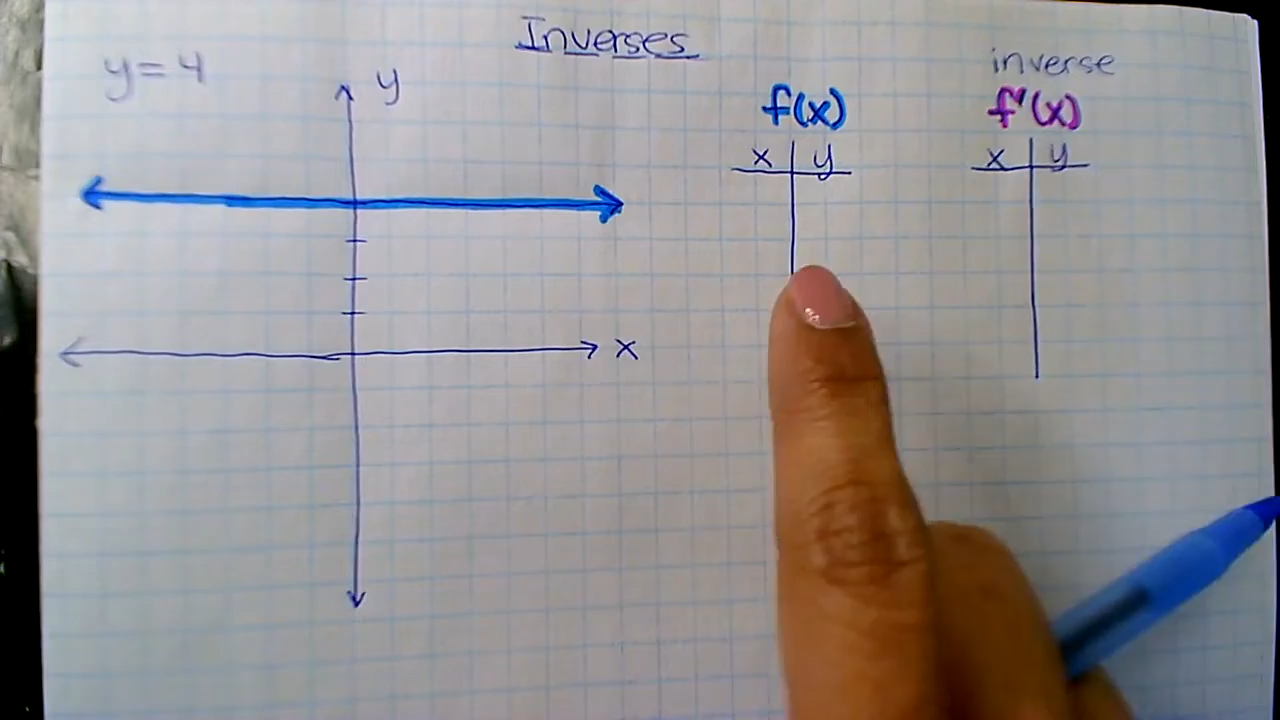 Inverses
y = 4
y
x
f(x)
x y
inverse
f'(x)
x y